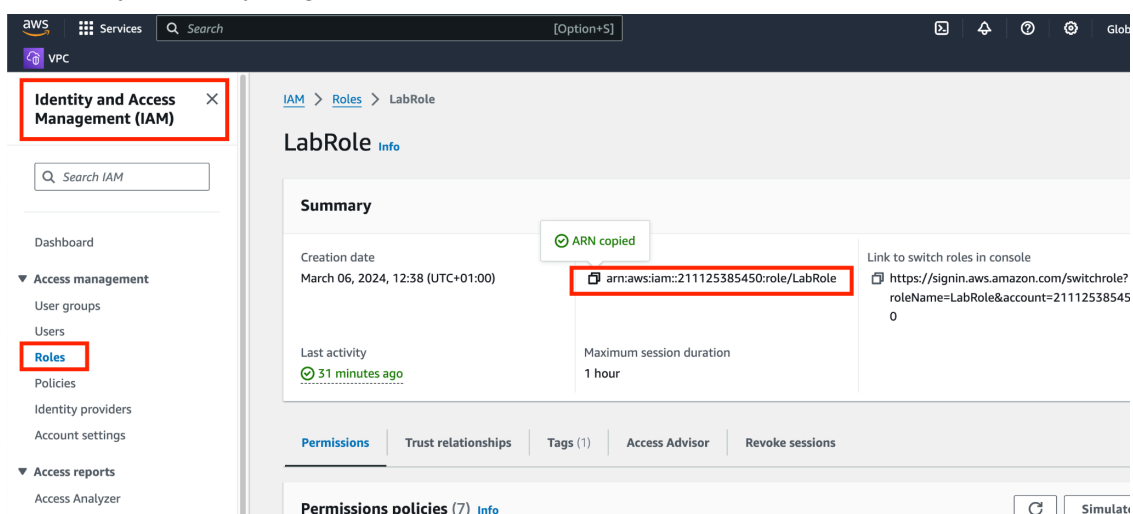 aws
Services
Search
[Option+S]
Glob
VPC
Identity and Access
Management (IAM)
Search IAM
Dashboard
Access management
User groups
Users
Roles
Policies
Identity providers
Account settings
Access reports
Access Analyzer
IAM > Roles > LabRole
LabRole Info
Summary
ARN copied
Creation date
March 06, 2024, 12:38 (UTC+01:00)
arn:aws:iam::211125385450:role/LabRole
Link to switch roles in console
https://signin.aws.amazon.com/switchrole?
roleName=LabRole&account=21112538545
0
Last activity
31 minutes ago
Maximum session duration
1 hour
Permissions
Trust relationships
Tags (1)
Access Advisor
Revoke sessions
Permissions policies (7) Info
Simulate